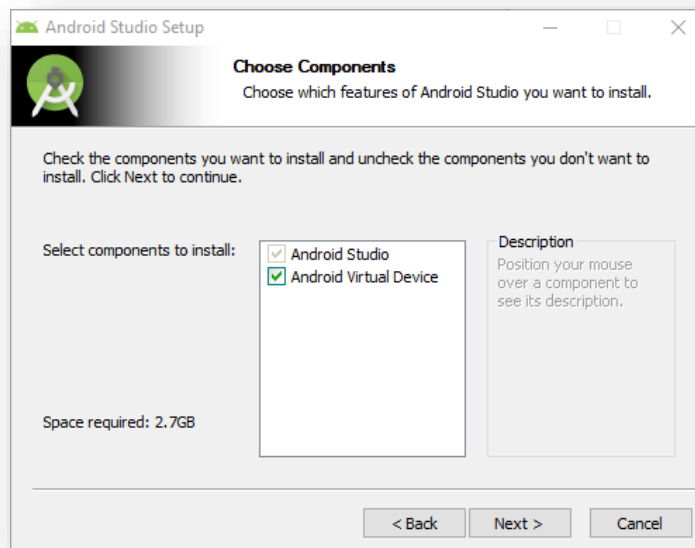 Android Studio Setup
Choose Components
Choose which features of Android Studio you want to install.
Check the components you want to install and uncheck the components you don't want to
install. Click Next to continue.
Select components to install:
Android Studio
Android Virtual Device
Description
Position your mouse
over a component to
see its description.
Space required: 2.7GB
< Back
Next >
Cancel